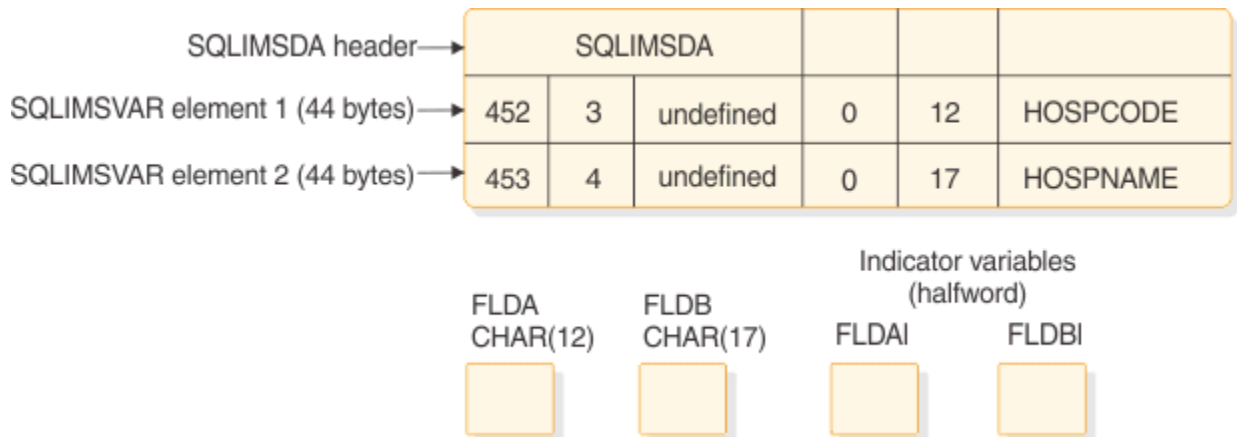 SQLIMSDA header
SQLIMSDA
SQLIMSVAR element 1 (44 bytes)
452 3 undefined 0 12 HOSPCODE
SQLIMSVAR element 2 (44 bytes)
453 4 undefined 0 17 HOSPNAME
Indicator variables
(halfword)
FLDA
CHAR(12)
FLDB
CHAR(17)
FLDAI
FLDBI